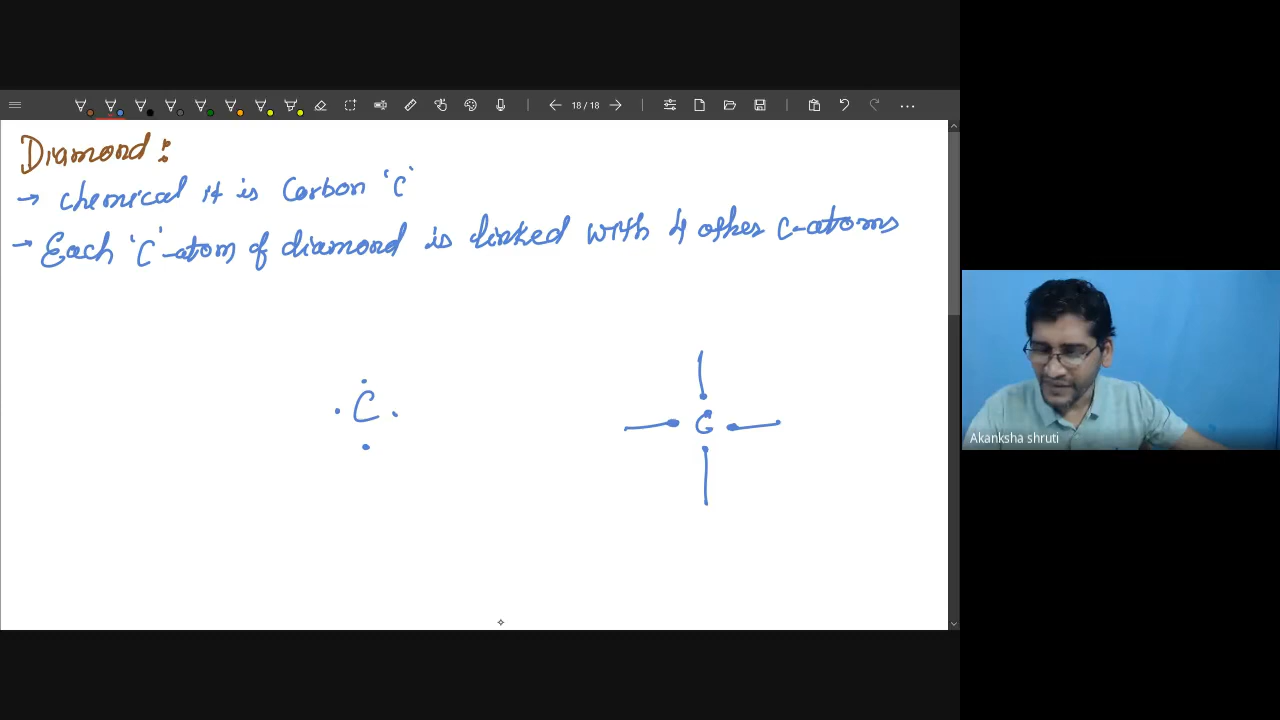 18 / 18
Diamond :
→ Chemical it is Carbon 'C'
→ Each 'C'-atom of diamond is linked with 4 other C-atoms
C
C
Akanksha shruti